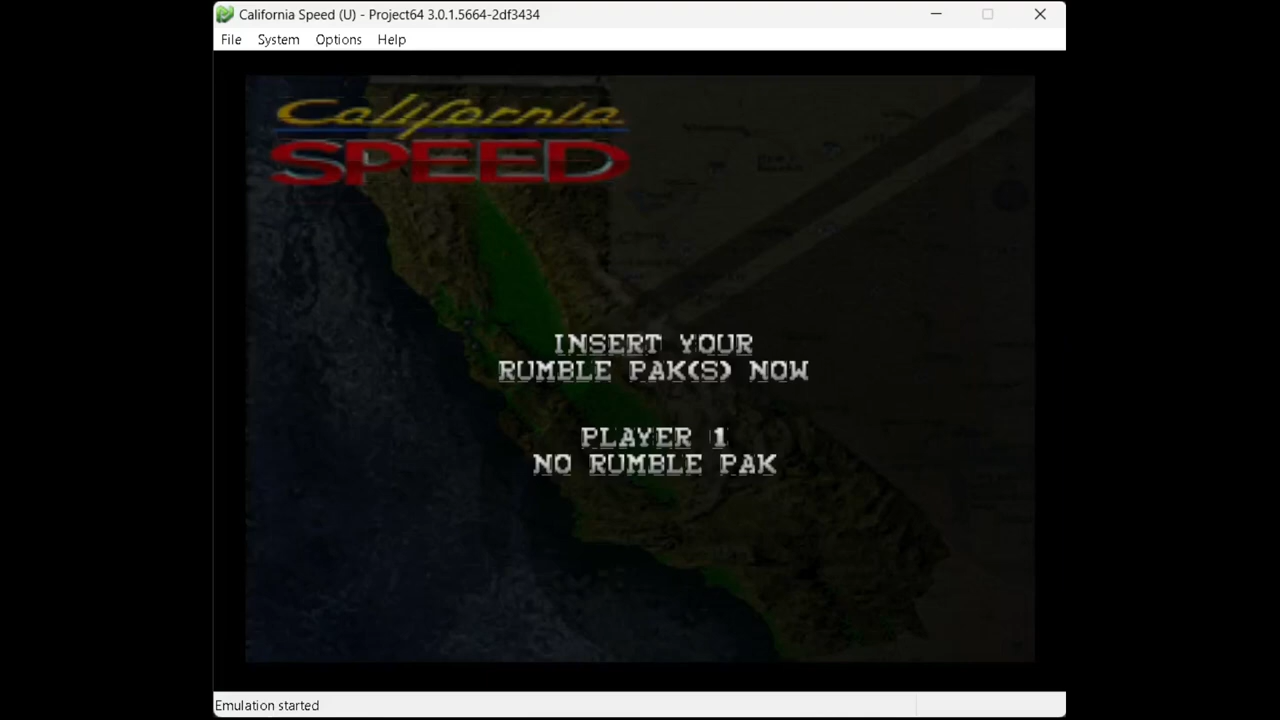 California Speed (U) - Project64 3.0.1.5664-2df3434
File System Options Help
California
SPEED
INSERT YOUR
RUMBLE PAK(S) NOW
PLAYER 1
NO RUMBLE PAK
Emulation started